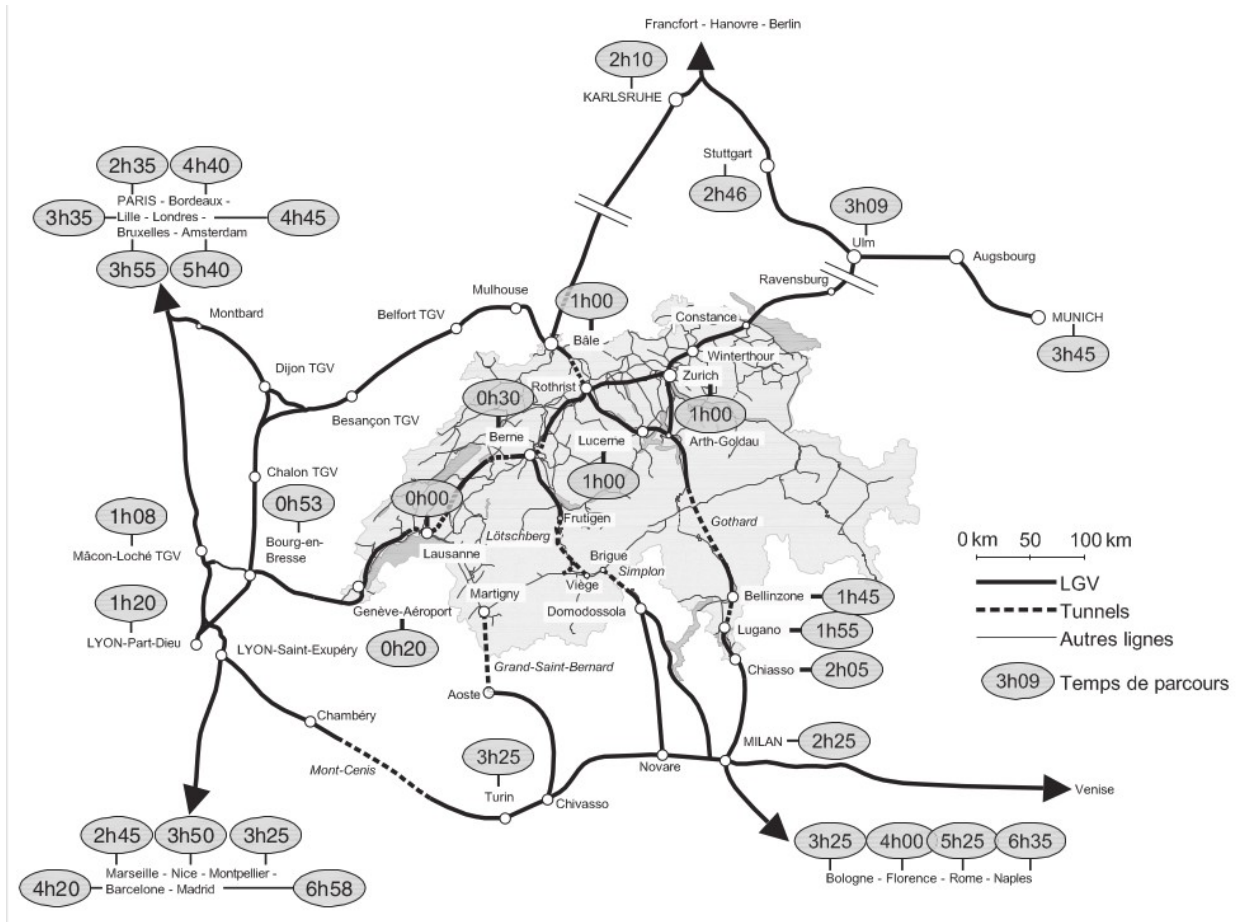 Francfort - Hanovre - Berlin
2h10
KARLSRUHE
Stuttgart
2h46
2h35 4h40
PARIS - Bordeaux -
3h35 Lille - Londres - 4h45
Bruxelles - Amsterdam
3h55 5h40
3h09
Ulm
Augsbourg
Ravensburg
MUNICH
3h45
Montbard
Belfort TGV
Mulhouse
1h00
Bâle
Constance
Winterthour
Dijon TGV
Besançon TGV
Rothrist
Zurich
1h00
0h30
Berne
Lucerne
1h00
Arth-Goldau
Chalon TGV
0h53
Bourg-en-
Bresse
0h00
Lausanne
1h08
Mâcon-Loché TGV
Lötschberg
Frutigen
Gothard
Brigue
Simplon
Viège
1h20
LYON-Part-Dieu
LYON-Saint-Exupéry
Genève-Aéroport
0h20
Martigny
Domodossola
Bellinzone 1h45
Lugano 1h55
Chiasso 2h05
Grand-Saint-Bernard
Aoste
0 km 50 100 km
LGV
Tunnels
Autres lignes
3h09 Temps de parcours
Chambéry
Mont-Cenis
3h25
Turin
Chivasso
Novare
MILAN 2h25
Venise
2h45 3h50 3h25
Marseille - Nice - Montpellier -
4h20 Barcelone - Madrid 6h58
3h25 4h00 5h25 6h35
Bologne - Florence - Rome - Naples